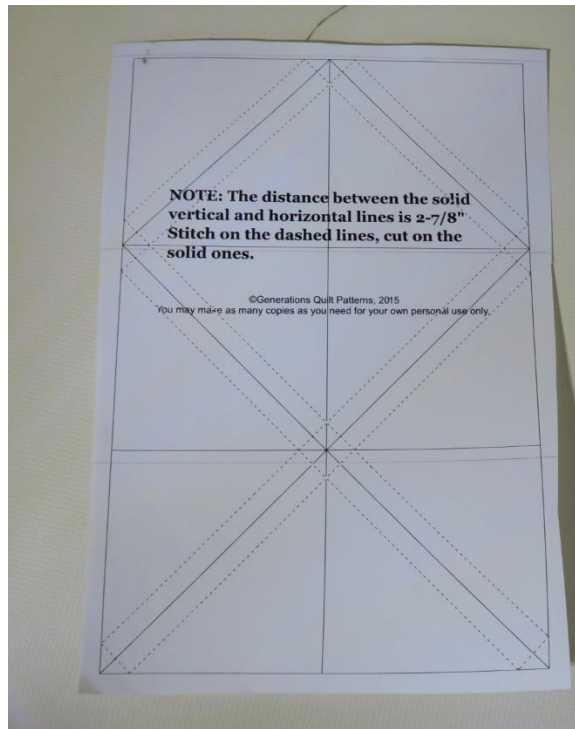 NOTE: The distance between the solid
vertical and horizontal lines is 2-7/8"
Stitch on the dashed lines, cut on the
solid ones.
©Generations Quilt Patterns, 2015
You may make as many copies as you need for your own personal use only.